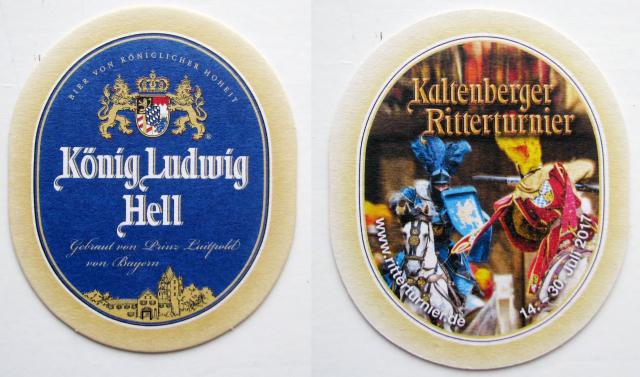 BIER VON KÖNIGLICHER HOHEIT
König Ludwig
Hell
Gebraut von Prinz Luitpold
von Bayern
Kaltenberger
Ritterturnier
www.ritterturnier.de
14. - 30. Juli 2017